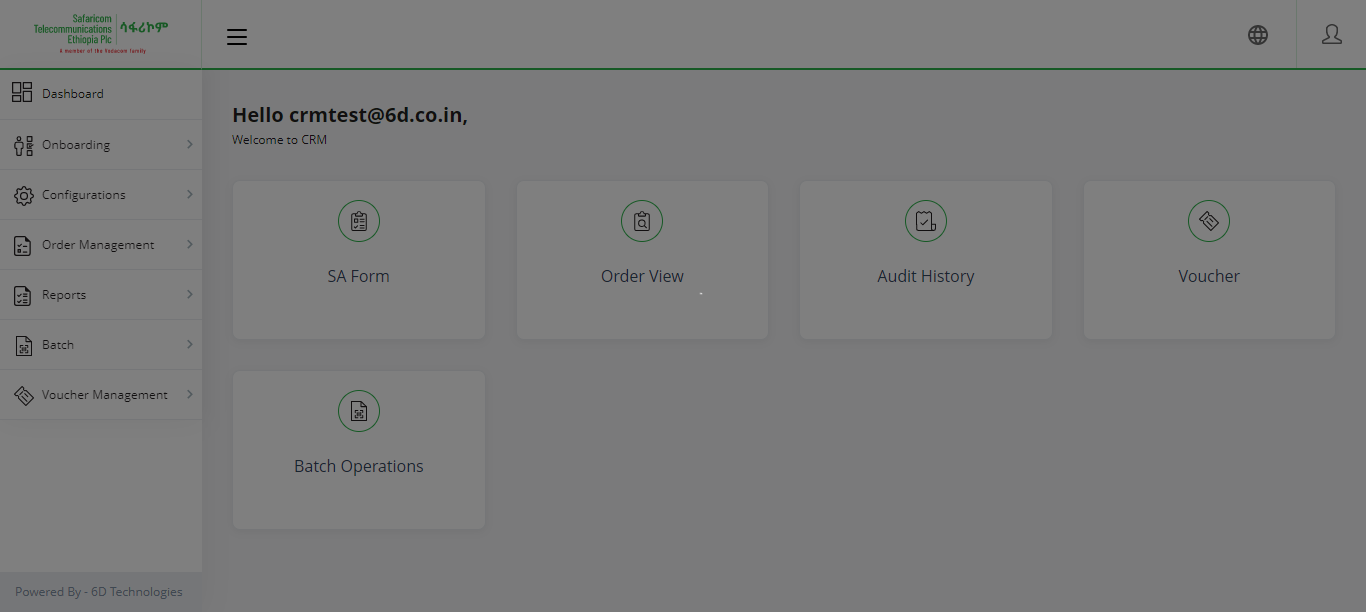 Safaricom
Telecommunications
Ethiopia Plc
ሳፋሪኮም
A member of the Vodacom family
Hello crmtest@6d.co.in,
Welcome to CRM
Dashboard
Onboarding
Configurations
Order Management
Reports
Batch
Voucher Management
SA Form
Order View
Audit History
Voucher
Batch Operations
Powered By - 6D Technologies